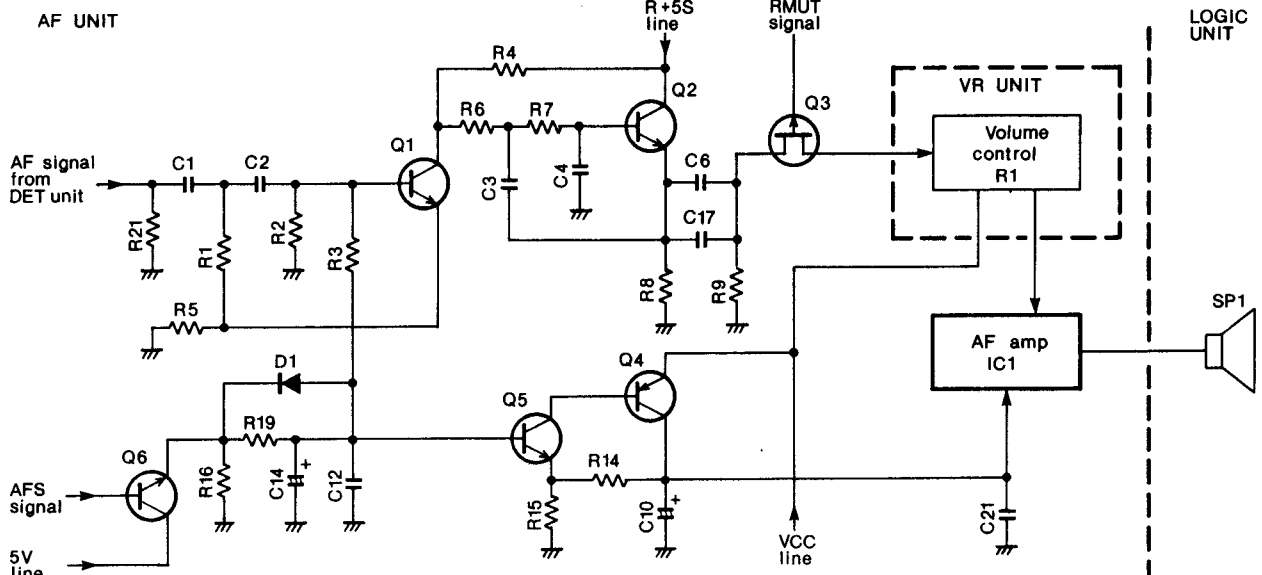 AF UNIT
R+5S
line
RMUT
signal
LOGIC
UNIT
R4
Q2
Q3
VR UNIT
R6
R7
Q1
Volume
control
R1
AF signal
from
DET unit
C1
C2
C3
C4
C6
C17
R21
R1
R2
R3
R8
R9
R5
SP1
D1
Q4
AF amp
IC1
Q5
R19
Q6
R14
R16
C14
+
C12
AFS
signal
R15
C10
+
C21
VCC
line
5V
line